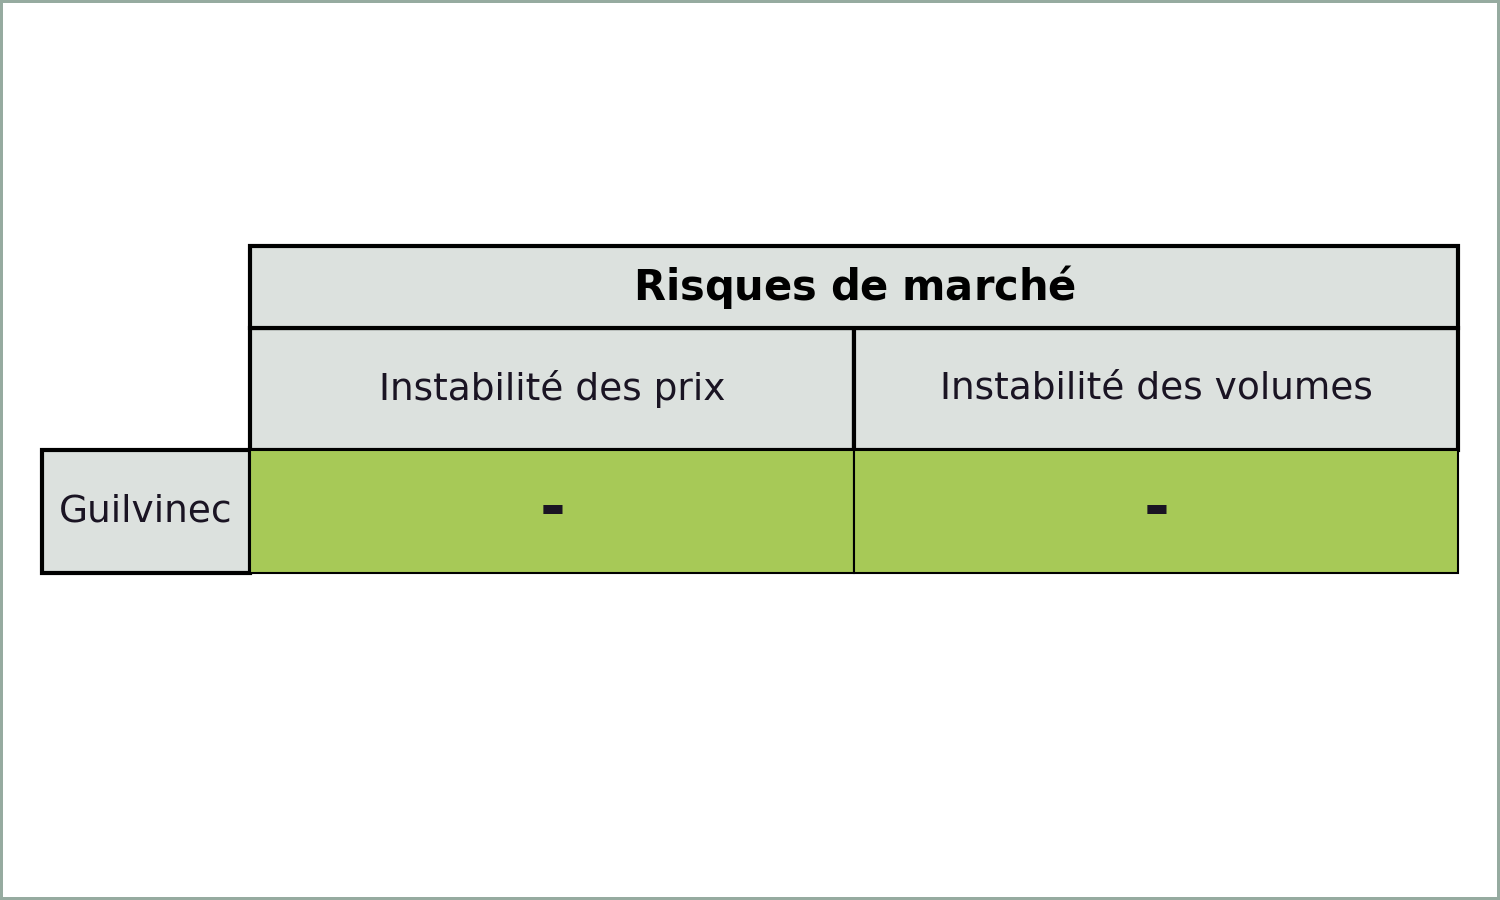 Risques de marché
Instabilité des prix
Instabilité des volumes
Guilvinec
-
-